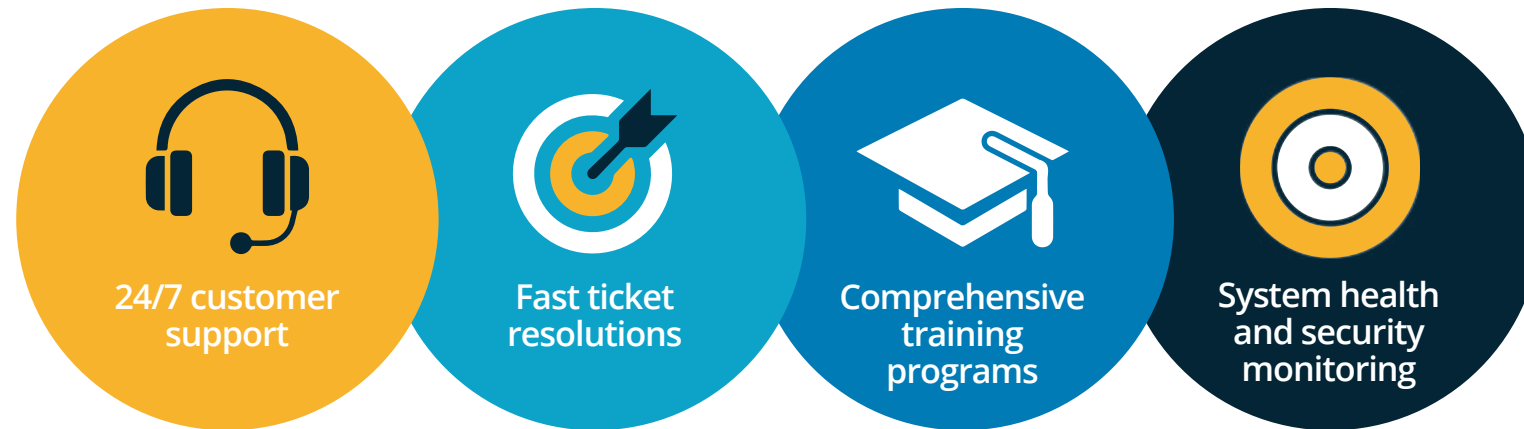 24/7 customer
support
Fast ticket
resolutions
Comprehensive
training
programs
System health
and security
monitoring